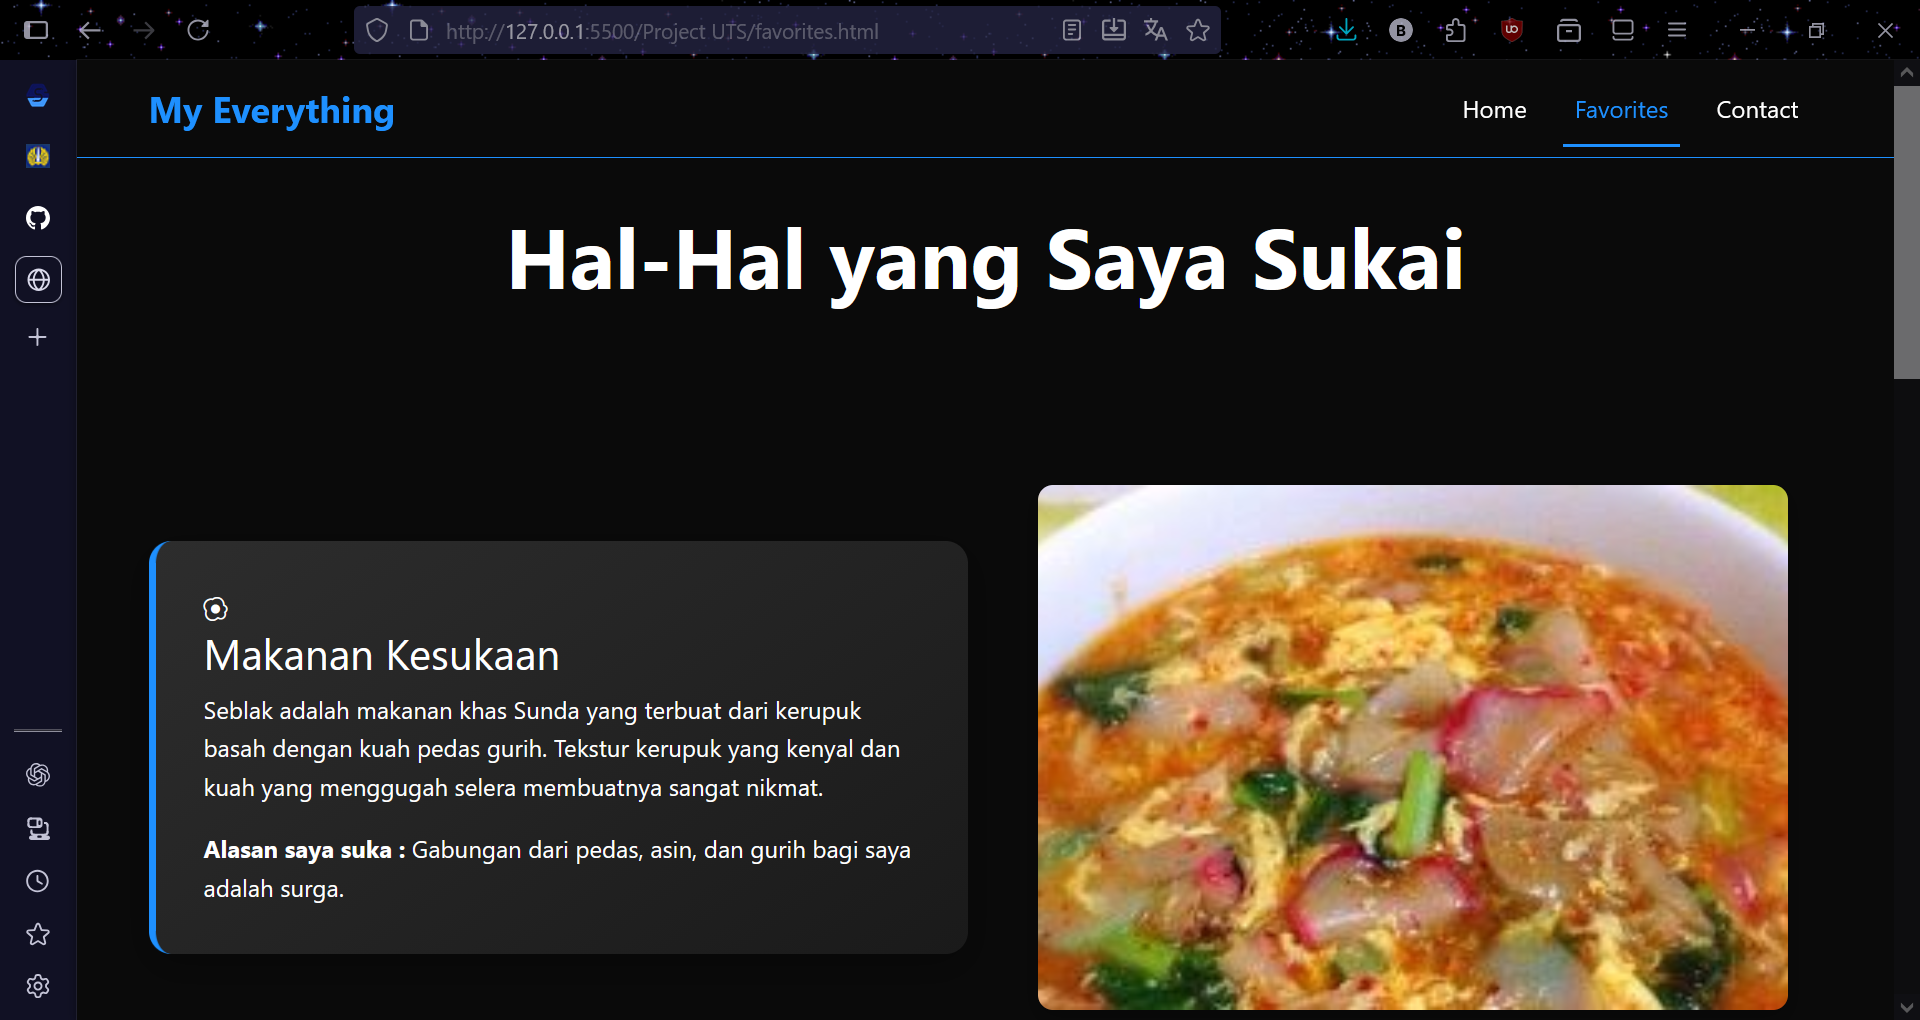 http://127.0.0.1:5500/Project UTS/favorites.html
B
My Everything
Home
Favorites
Contact
Hal-Hal yang Saya Sukai
Makanan Kesukaan
Seblak adalah makanan khas Sunda yang terbuat dari kerupuk
basah dengan kuah pedas gurih. Tekstur kerupuk yang kenyal dan
kuah yang menggugah selera membuatnya sangat nikmat.
Alasan saya suka : Gabungan dari pedas, asin, dan gurih bagi saya
adalah surga.